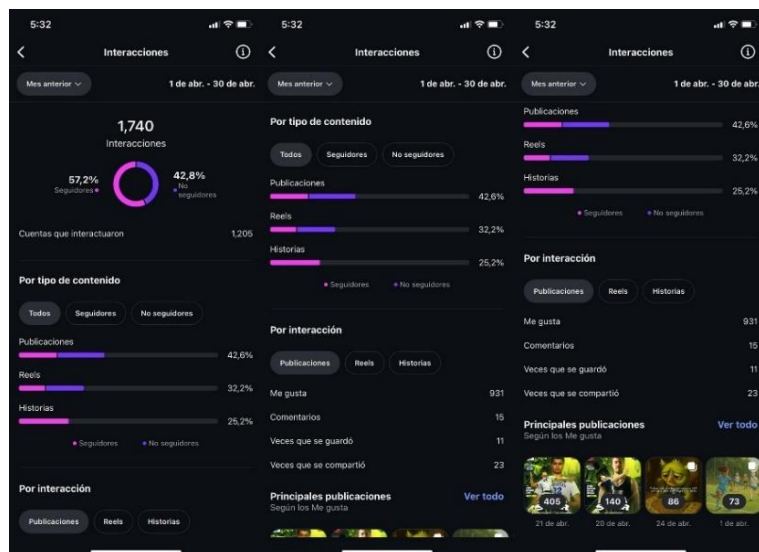 5:32
Interacciones
Mes anterior
1 de abr. - 30 de abr.
1,740
Interacciones
57,2%
Seguidores
42,8%
No
seguidores
Cuentas que interactuaron 1,205
Por tipo de contenido
Todos Seguidores No seguidores
Publicaciones
42,6%
Reels
32,2%
Historias
25,2%
Seguidores No seguidores
Por interacción
Publicaciones Reels Historias
5:32
Interacciones
Mes anterior
1 de abr. - 30 de abr.
Por tipo de contenido
Todos Seguidores No seguidores
Publicaciones
42,6%
Reels
32,2%
Historias
25,2%
Seguidores No seguidores
Por interacción
Publicaciones Reels Historias
Me gusta 931
Comentarios 15
Veces que se guardó 11
Veces que se compartió 23
Principales publicaciones Ver todo
Según los Me gusta
5:32
Interacciones
Mes anterior
1 de abr. - 30 de abr.
Publicaciones
42,6%
Reels
32,2%
Historias
25,2%
Seguidores No seguidores
Por interacción
Publicaciones Reels Historias
Me gusta 931
Comentarios 15
Veces que se guardó 11
Veces que se compartió 23
Principales publicaciones Ver todo
Según los Me gusta
405 140 86 73
21 de abr. 20 de abr. 24 de abr. 1 de abr.